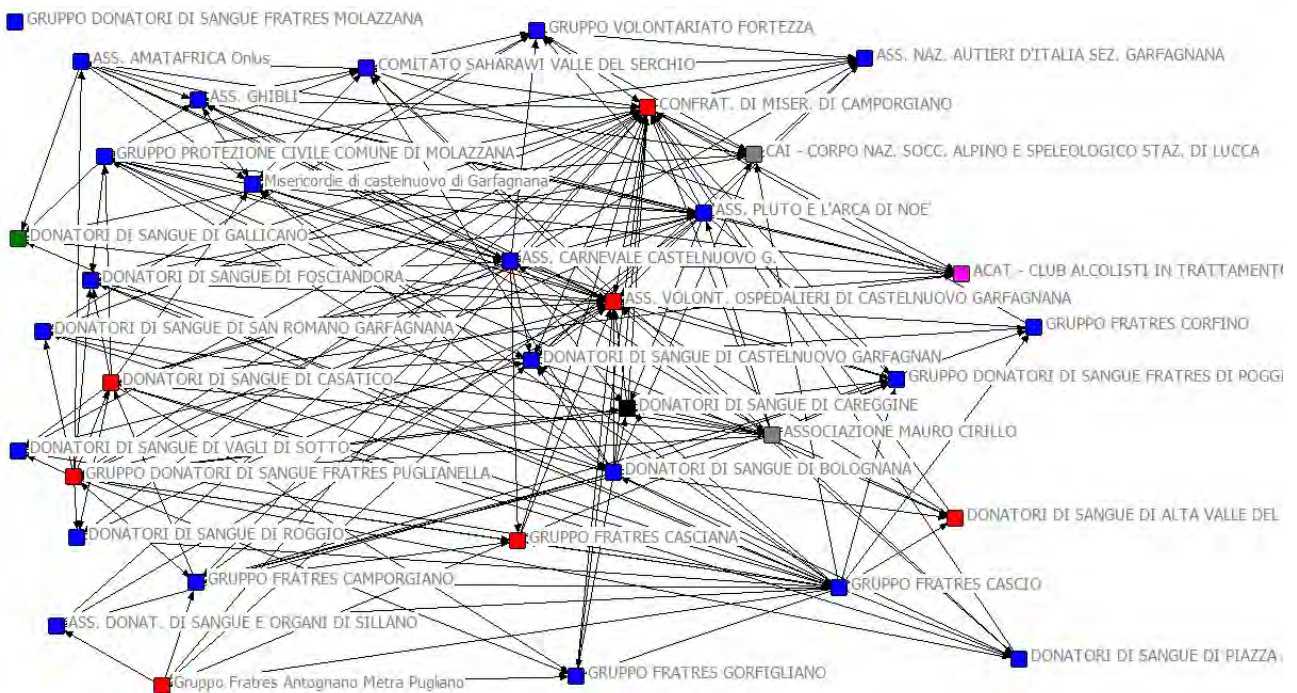 GRUPPO DONATORI DI SANGUE FRATRES MOLAZZANA
GRUPPO VOLONTARIATO FORTEZZA
ASS. NAZ. AUTIERI D'ITALIA SEZ. GARFAGNANA
ASS. AMATAFRICA Onlus
COMITATO SAHARAWI VALLE DEL SERCHIO
ASS. GHIBLI
CONFRAT. DI MISER. DI CAMPORGIANO
GRUPPO PROTEZIONE CIVILE COMUNE DI MOLAZZANA
CAI - CORPO NAZ. SOCC. ALPINO E SPELEOLOGICO STAZ. DI LUCCA
Misericordie di castelnuovo di Garfagnana
ASS. PLUTO E L'ARCA DI NOE'
DONATORI DI SANGUE DI GALLICANO
ASS. CARNEVALE CASTELNUOVO G.
DONATORI DI SANGUE DI FOSCIANDORA
ACAT - CLUB ALCOLISTI IN TRATTAMENTO
ASS. VOLONT. OSPEDALIERI DI CASTELNUOVO GARFAGNANA
DONATORI DI SANGUE DI SAN ROMANO GARFAGNANA
GRUPPO FRATRES CORFINO
DONATORI DI SANGUE DI CASTELNUOVO GARFAGNAN
DONATORI DI SANGUE DI CASATICO
GRUPPO DONATORI DI SANGUE FRATRES DI POGGI
DONATORI DI SANGUE DI CAREGGINE
ASSOCIAZIONE MAURO CIRILLO
DONATORI DI SANGUE DI VAGLI DI SOTTO
GRUPPO DONATORI DI SANGUE FRATRES PUGLIANELLA
DONATORI DI SANGUE DI BOLOGNANA
DONATORI DI SANGUE DI ALTA VALLE DEL
DONATORI DI SANGUE DI ROGGIO
GRUPPO FRATRES CASCIANA
GRUPPO FRATRES CAMPORGIANO
GRUPPO FRATRES CASCIO
ASS. DONAT. DI SANGUE E ORGANI DI SILLANO
DONATORI DI SANGUE DI PIAZZA
GRUPPO FRATRES GORFIGLIANO
Gruppo Fratres Antognano Metra Pugliano